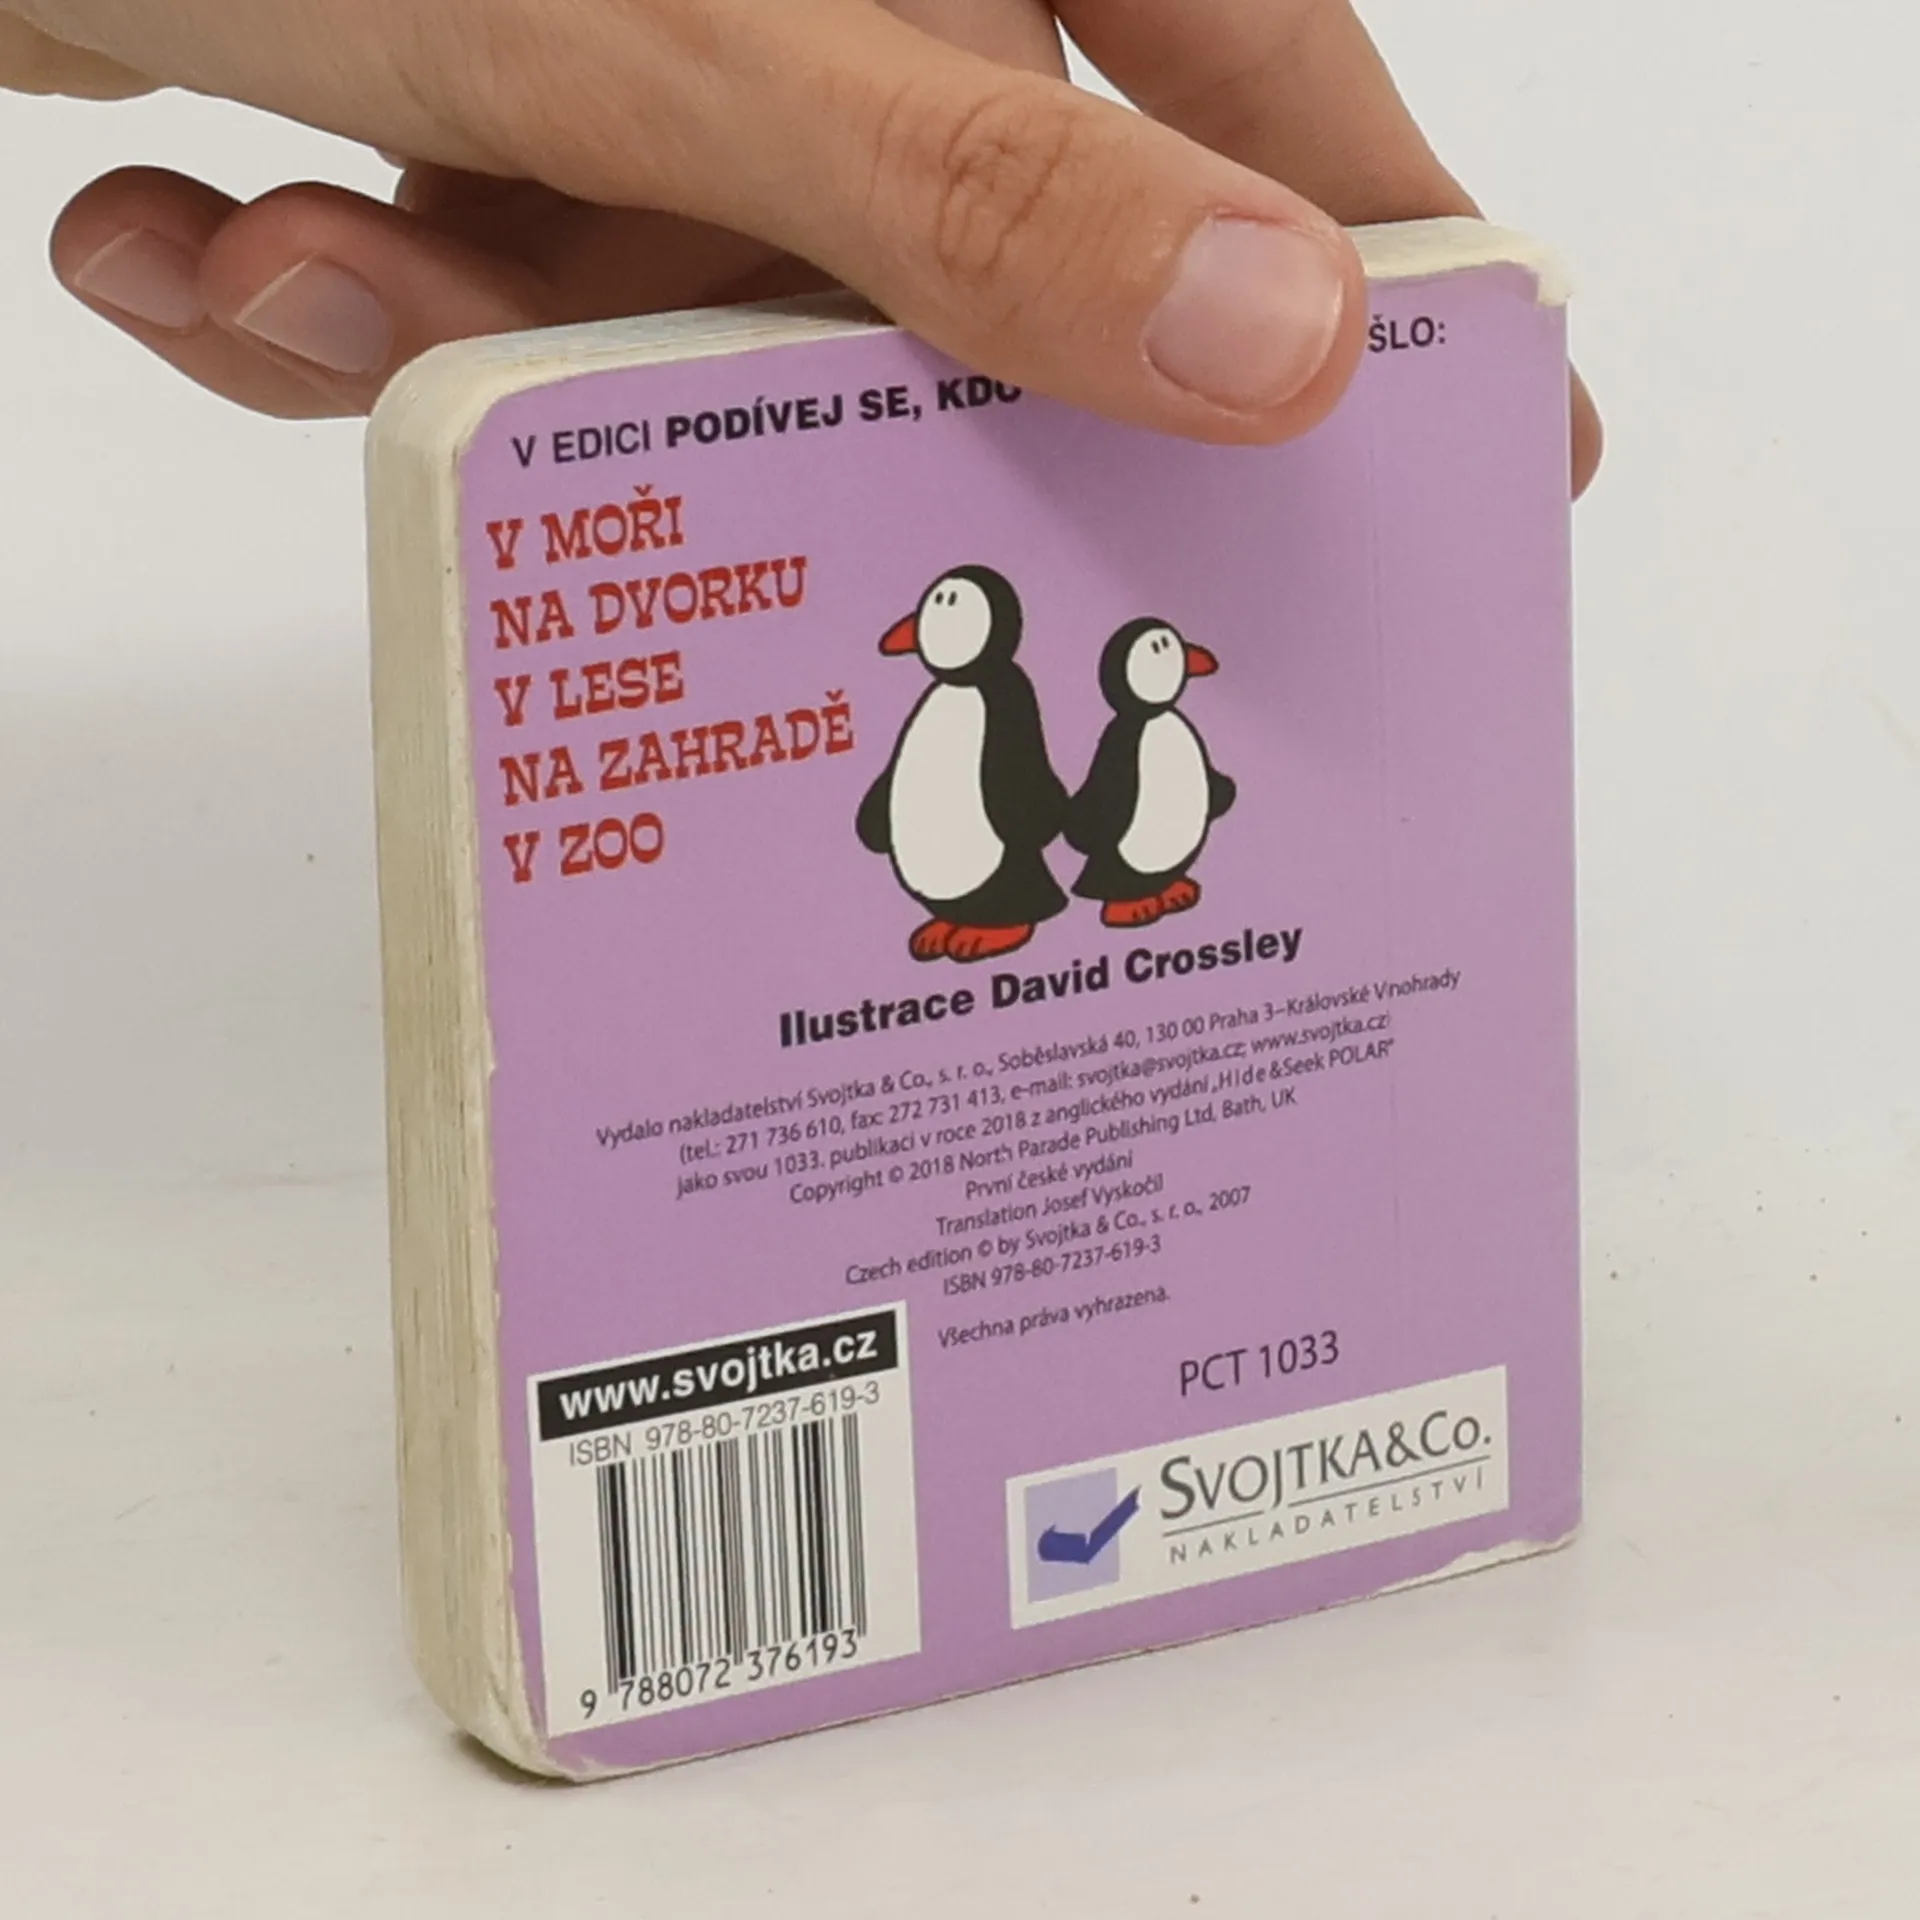 V EDICI PODÍVEJ SE, KDO ŠLO:
V MOŘI
NA DVORKU
V LESE
NA ZAHRADĚ
V ZOO
Ilustrace David Crossley
Vydalo nakladatelství Svojtka & Co., s. r. o., Soběslavská 40, 130 00 Praha 3–Královské Vinohrady
(tel.: 271 736 610, fax: 272 731 413, e-mail: svojtka@svojtka.cz; www.svojtka.cz)
jako svou 1033. publikaci v roce 2018 z anglického vydání „Hide &Seek POLAR"
Copyright © 2018 North Parade Publishing Ltd, Bath, UK
První české vydání
Translation Josef Vyskočil
Czech edition © by Svojtka & Co., s. r. o., 2007
ISBN 978-80-7237-619-3
Všechna práva vyhrazena.
www.svojtka.cz
ISBN 978-80-7237-619-3
9 788072 376193
PCT 1033
SVOJTKA&CO.
NAKLADATELSTVÍ